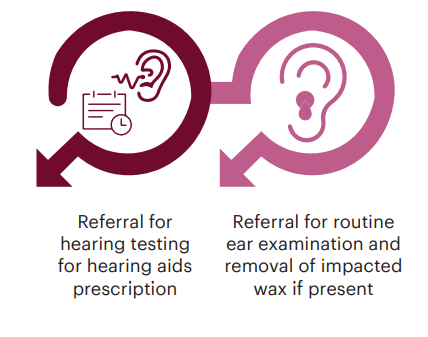 Referral for
hearing testing
for hearing aids
prescription
Referral for routine
ear examination and
removal of impacted
wax if present